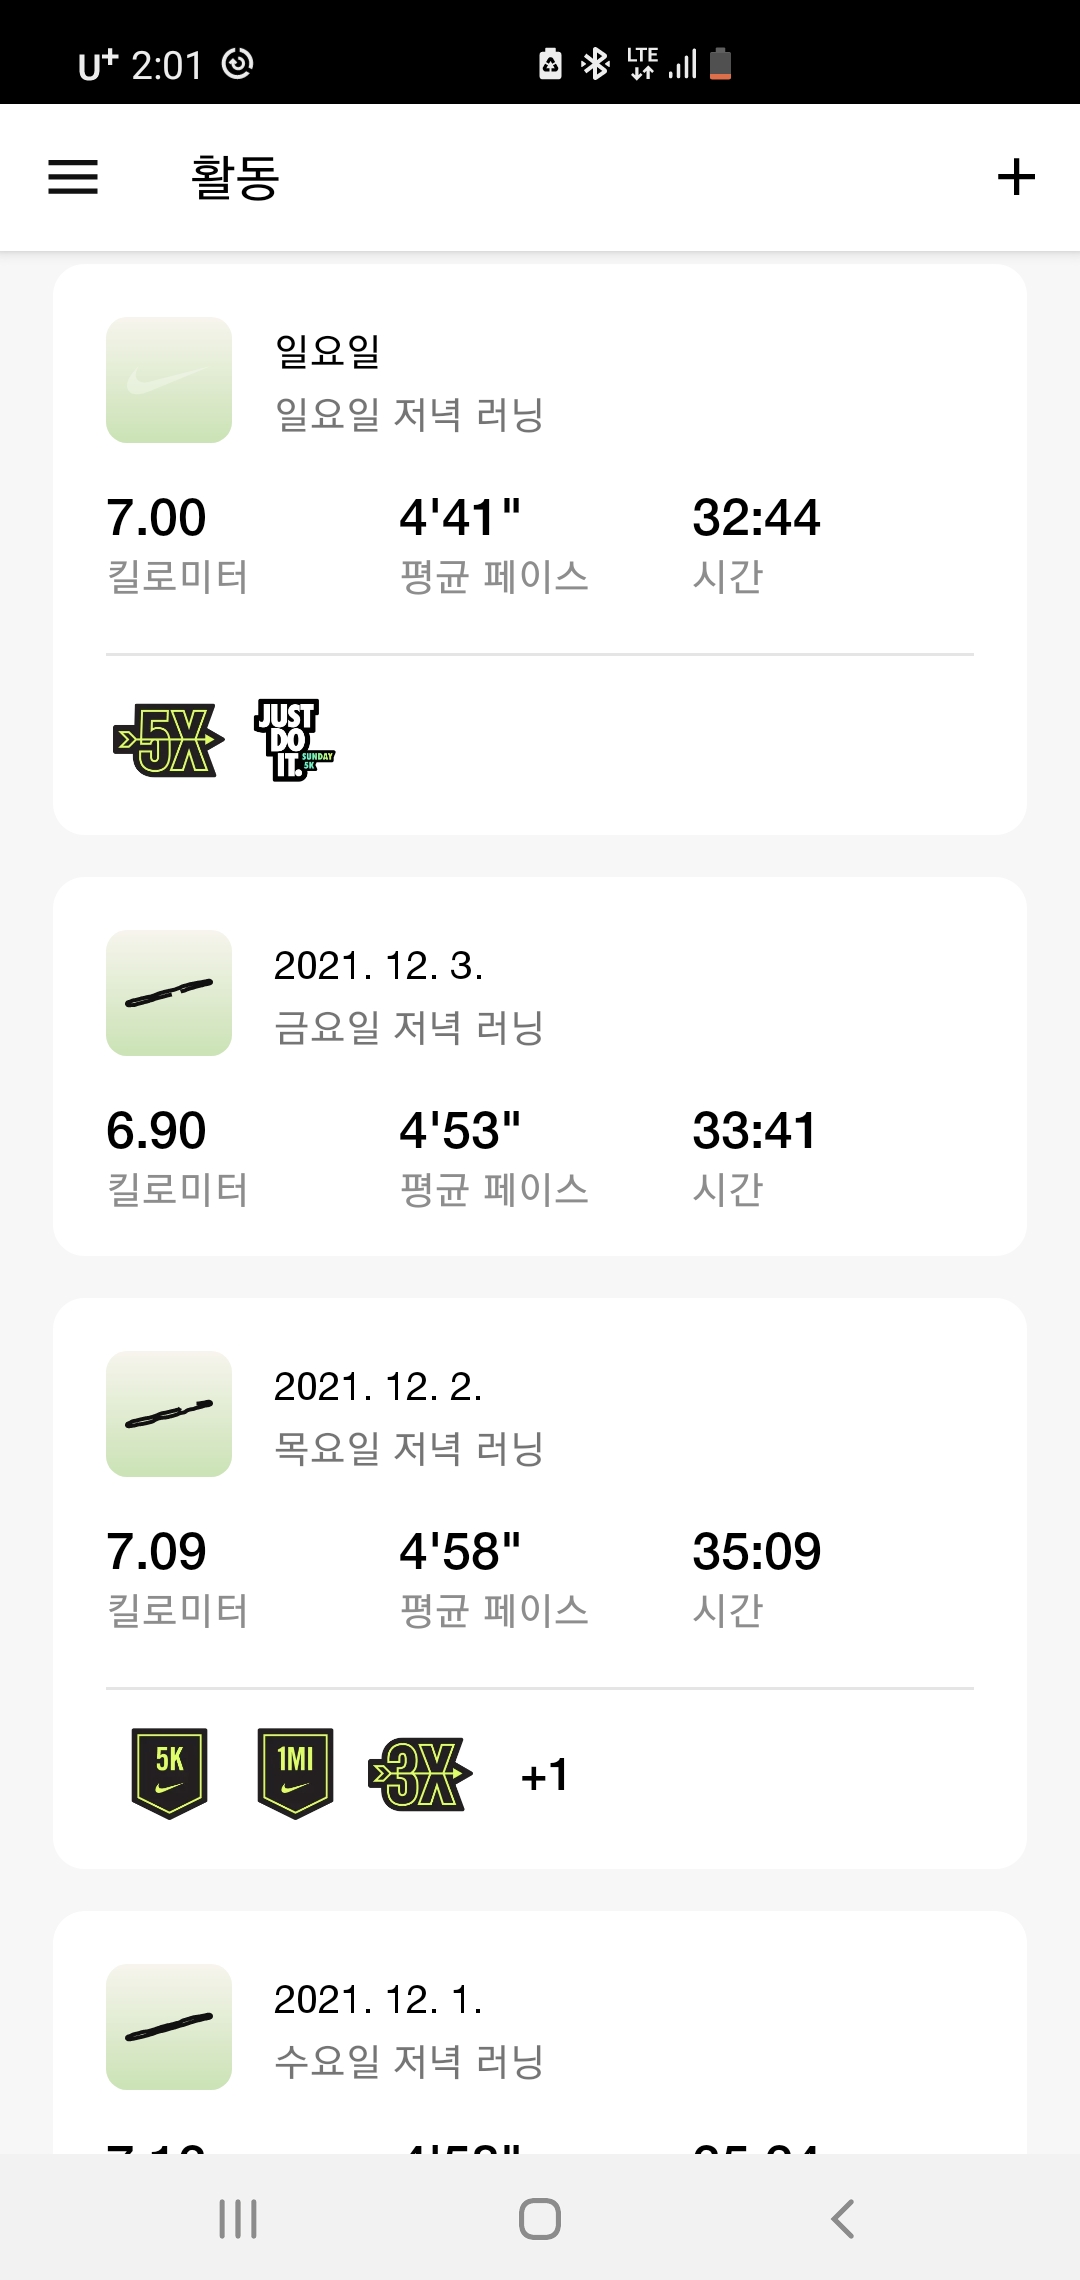 U+ 2:01 LTE
활동
일요일
일요일 저녁 러닝
7.00 4'41" 32:44
킬로미터 평균 페이스 시간
5X JUST DO IT. SUNDAY 5K
2021. 12. 3.
금요일 저녁 러닝
6.90 4'53" 33:41
킬로미터 평균 페이스 시간
2021. 12. 2.
목요일 저녁 러닝
7.09 4'58" 35:09
킬로미터 평균 페이스 시간
5K 1MI 3X +1
2021. 12. 1.
수요일 저녁 러닝